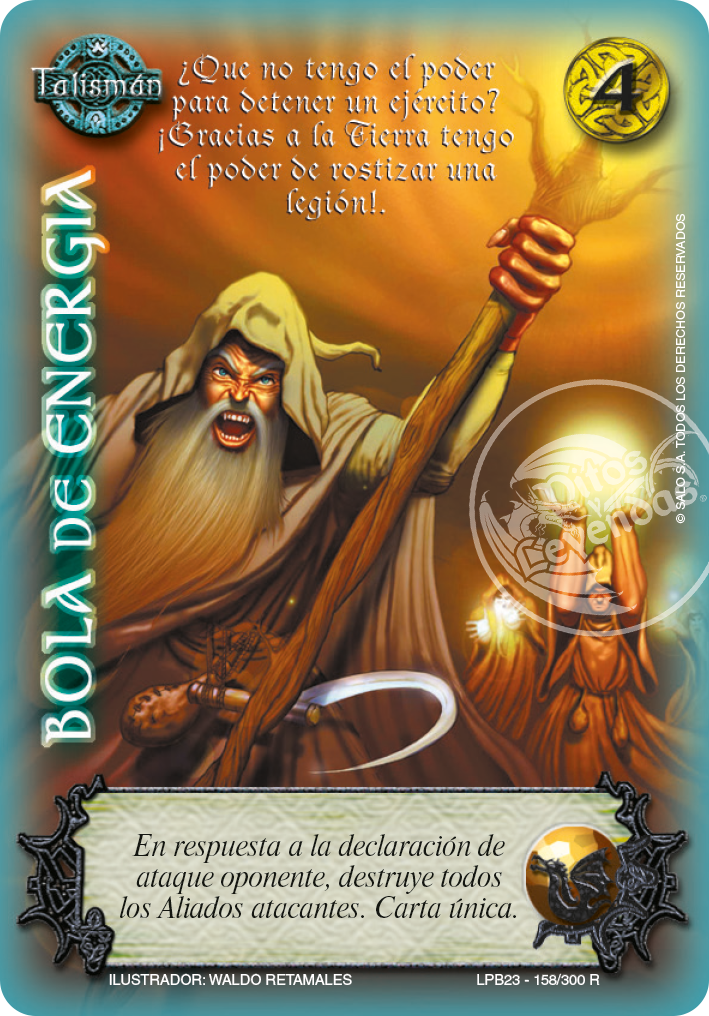 Talismán
¿Que no tengo el poder
para detener un ejército?
¡Gracias a la Tierra tengo
el poder de rostizar una
legión!.
4
BOLA DE ENERGIA
© SALO S.A. TODOS LOS DERECHOS RESERVADOS
Mitos
y
Leyendas
®
En respuesta a la declaración de
ataque oponente, destruye todos
los Aliados atacantes. Carta única.
ILUSTRADOR: WALDO RETAMALES
LPB23 - 158/300 R